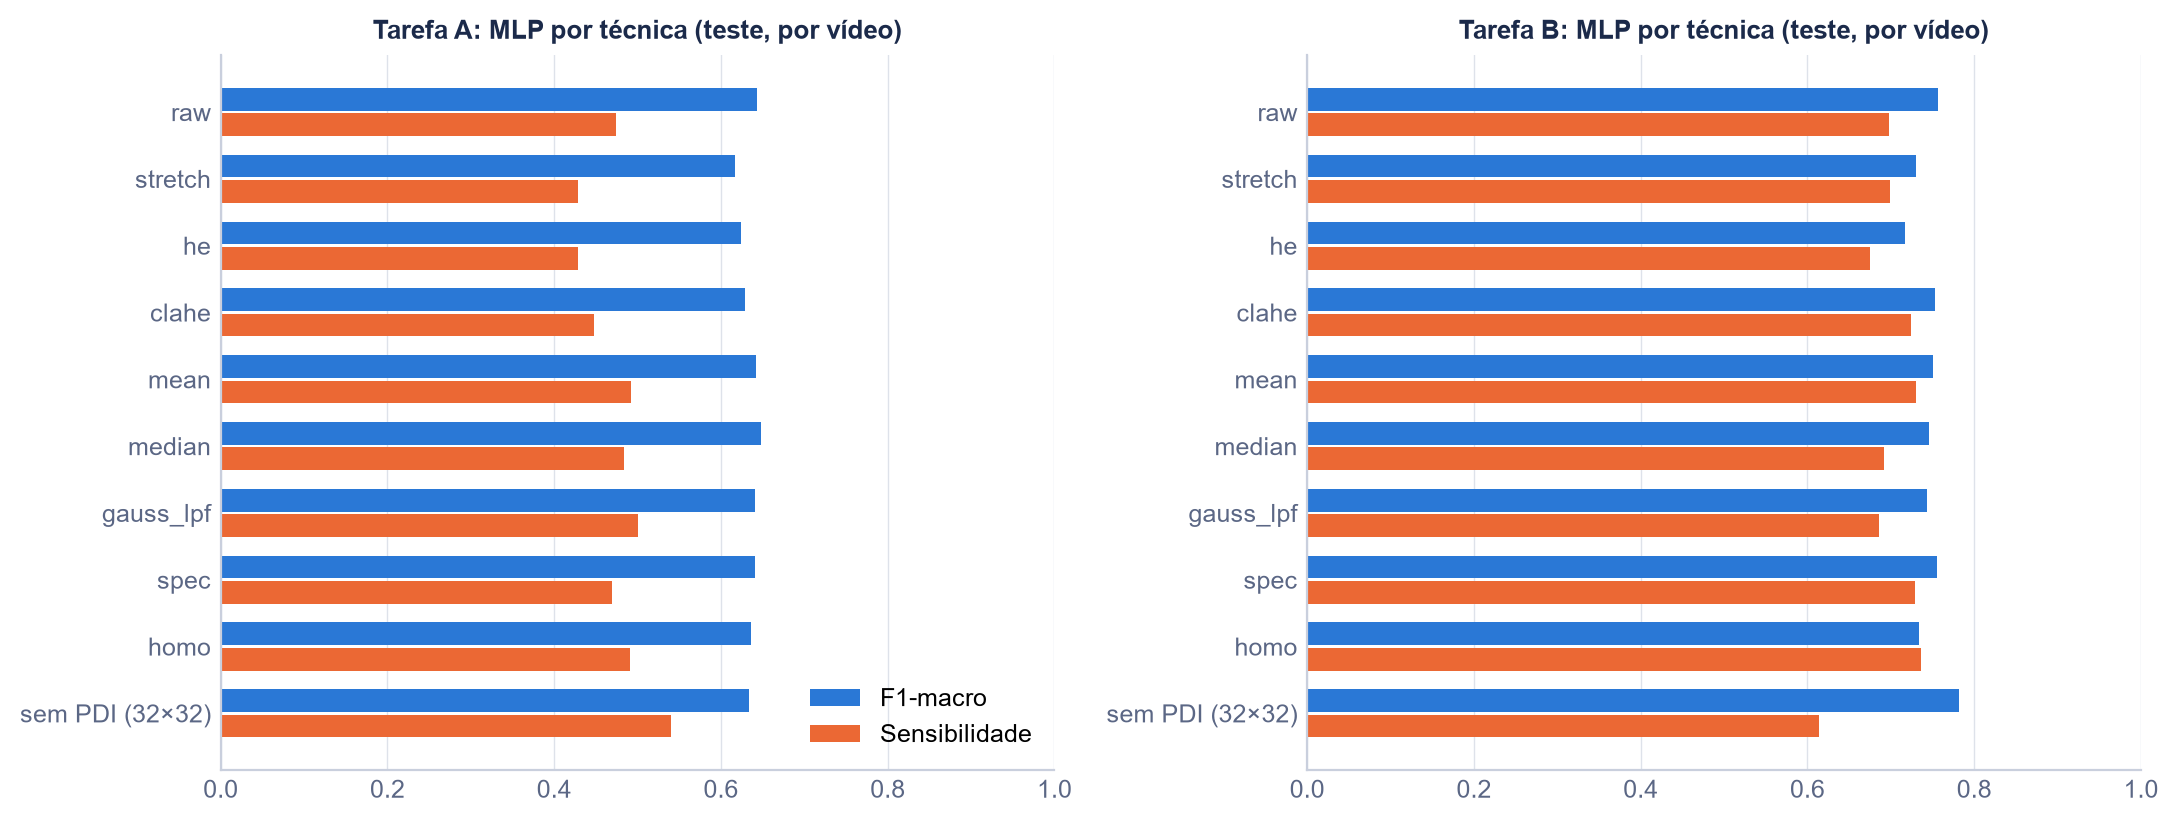 Tarefa A: MLP por técnica (teste, por vídeo)
raw
stretch
he
clahe
mean
median
gauss_lpf
spec
homo
sem PDI (32×32)
F1-macro
Sensibilidade
0.0 0.2 0.4 0.6 0.8 1.0
Tarefa B: MLP por técnica (teste, por vídeo)
raw
stretch
he
clahe
mean
median
gauss_lpf
spec
homo
sem PDI (32×32)
0.0 0.2 0.4 0.6 0.8 1.0